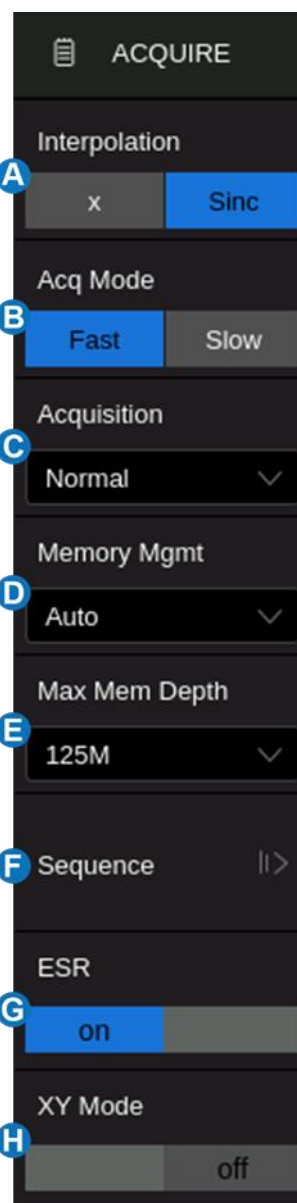 ACQUIRE
Interpolation
A
x Sinc
Acq Mode
B
Fast Slow
Acquisition
C
Normal
Memory Mgmt
D
Auto
Max Mem Depth
E
125M
F Sequence
ESR
G
on
XY Mode
H
off